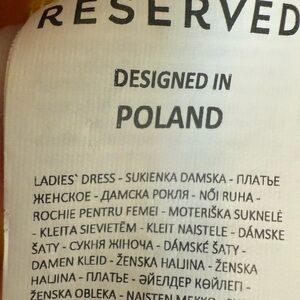 RESERVED
DESIGNED IN
POLAND
LADIES` DRESS - SUKIENKA DAMSKA - ПЛАТЬЕ
ЖЕНСКОЕ - ДАМСКА РОКЛЯ - NŐI RUHA -
ROCHIE PENTRU FEMEI - MOTERIŠKA SUKNELĖ
- KLEITA SIEVIETĒM - KLEIT NAISTELE - DÁMSKE
ŠATY - СУКНЯ ЖІНОЧА - DÁMSKÉ ŠATY -
DAMEN KLEID - ŽENSKA HALJINA - ŽENSKA
HALJINA - ПЛАТЬЕ - ӘЙЕЛДЕР КӨЙЛЕГІ -
ŽENSKA OBLEKA - NAISTEN MEKKO